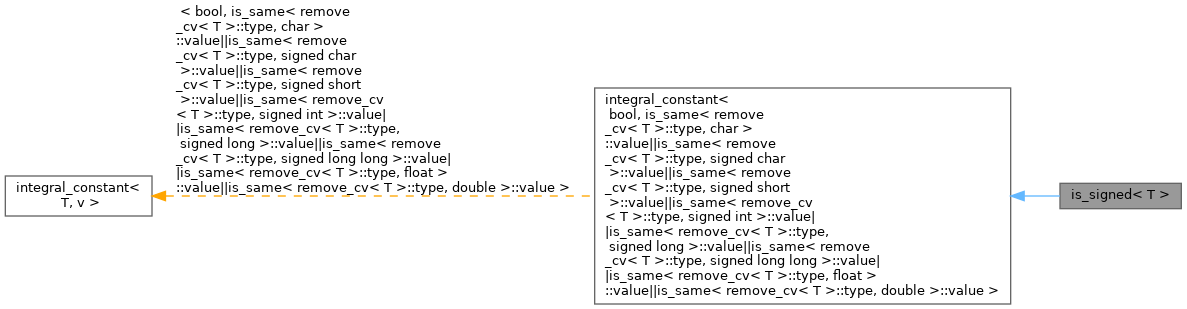 < bool, is_same< remove
_cv< T >::type, char >
::value||is_same< remove
_cv< T >::type, signed char
>::value||is_same< remove
_cv< T >::type, signed short
>::value||is_same< remove_cv
< T >::type, signed int >::value|
|is_same< remove_cv< T >::type,
signed long >::value||is_same< remove
_cv< T >::type, signed long long >::value|
|is_same< remove_cv< T >::type, float >
::value||is_same< remove_cv< T >::type, double >::value >
integral_constant<
T, v >
integral_constant<
bool, is_same< remove
_cv< T >::type, char >
::value||is_same< remove
_cv< T >::type, signed char
>::value||is_same< remove
_cv< T >::type, signed short
>::value||is_same< remove_cv
< T >::type, signed int >::value|
|is_same< remove_cv< T >::type,
signed long >::value||is_same< remove
_cv< T >::type, signed long long >::value|
|is_same< remove_cv< T >::type, float >
::value||is_same< remove_cv< T >::type, double >::value >
is_signed< T >